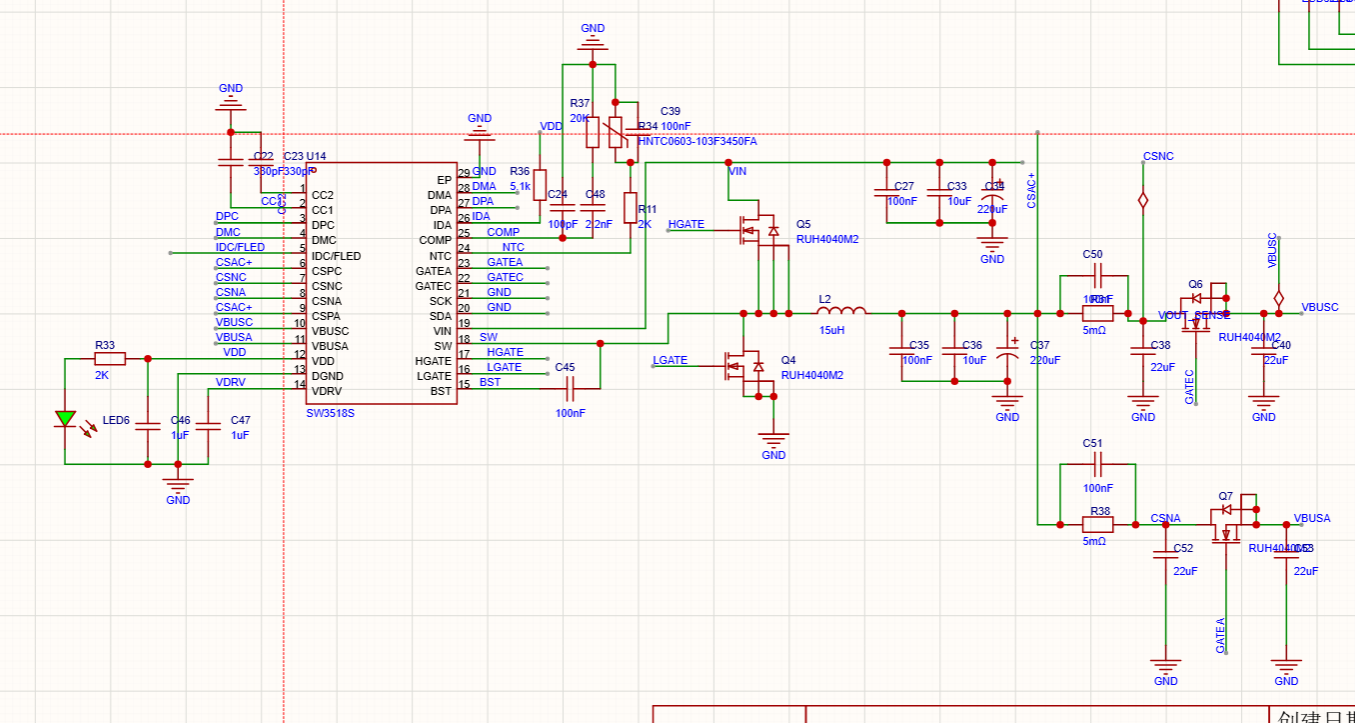 GND
GND
GND
R37
20K
C39
R34 100nF
HNTC0603-103F3450FA
VDD
C22
C23
U14
330pF
330pF
CC2
1
CC1
2
DPC
3
DMC
4
IDC/FLED
5
CSAC+
6
CSNC
7
CSNA
8
CSAC+
9
VBUSC
10
VBUSA
11
VDD
12
13
VDRV
14
CC2
CC1
DPC
DMC
IDC/FLED
CSPC
CSNC
CSNA
CSPA
VBUSC
VBUSA
VDD
DGND
VDRV
SW3518S
EP
DMA
DPA
IDA
COMP
NTC
GATEA
GATEC
SCK
SDA
VIN
SW
HGATE
LGATE
BST
29 GND
28 DMA
27 DPA
26 IDA
25 COMP
24 NTC
23 GATEA
22 GATEC
21 GND
20 GND
19
18 SW
17 HGATE
16 LGATE
15 BST
R36
5.1k
C24
100pF
C48
2.2nF
R11
2K
R33
2K
LED6
C46
1uF
C47
1uF
GND
C45
100nF
VIN
HGATE
Q5
RUH4040M2
LGATE
Q4
RUH4040M2
GND
L2
15uH
C27
100nF
C33
10uF
C34
220uF
GND
CSAC+
C35
100nF
C36
10uF
C37
220uF
GND
CSNC
C50
100nF
5mΩ
C38
22uF
GND
Q6
VOUT_SENSE
RUH4040M2
GATEC
VBUSC
VBUSC
C40
22uF
GND
C51
100nF
R38
5mΩ
CSNA
C52
22uF
GND
Q7
RUH4040M2
GATEA
VBUSA
C53
22uF
GND
创建日期